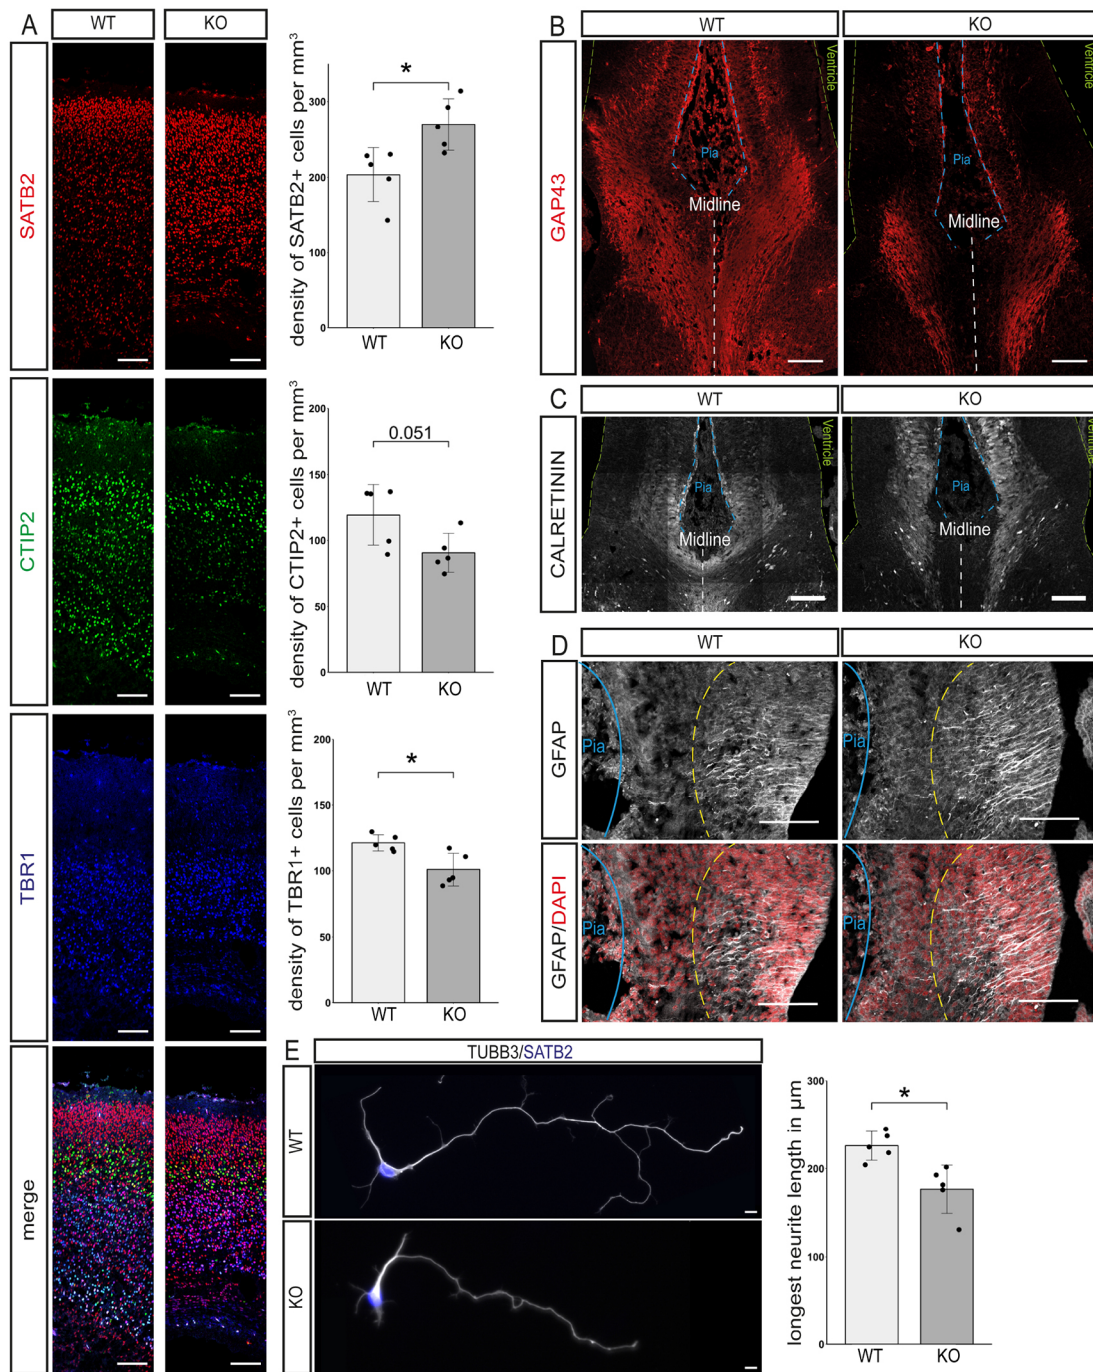 A
WT
KO
SATB2
density of SATB2+ cells per mm³
*
300
200
100
0
WT
KO
CTIP2
density of CTIP2+ cells per mm³
200
0.051
150
100
50
0
WT
KO
TBR1
density of TBR1+ cells per mm³
200
*
150
100
50
0
WT
KO
merge
B
WT
KO
GAP43
Pia
Midline
Ventricle
Pia
Midline
Ventricle
C
WT
KO
CALRETININ
Pia
Midline
Ventricle
Pia
Midline
Ventricle
D
WT
KO
GFAP
Pia
Pia
GFAP/DAPI
Pia
Pia
E
TUBB3/SATB2
WT
KO
longest neurite length in µm
300
*
200
100
0
WT
KO